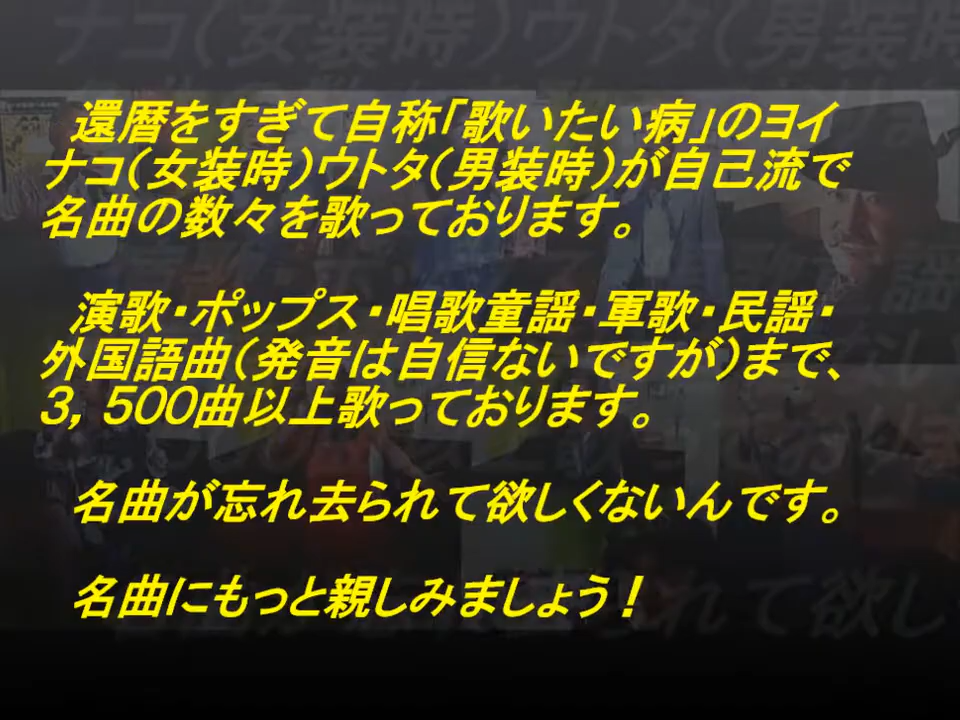 還暦をすぎて自称「歌いたい病」のヨイ
ナコ(女装時)ウトタ(男装時)が自己流で
名曲の数々を歌っております。
演歌・ポップス・唱歌童謡・軍歌・民謡・
外国語曲(発音は自信ないですが)まで、
3,500曲以上歌っております。
名曲が忘れ去られて欲しくないんです。
名曲にもっと親しみましょう!